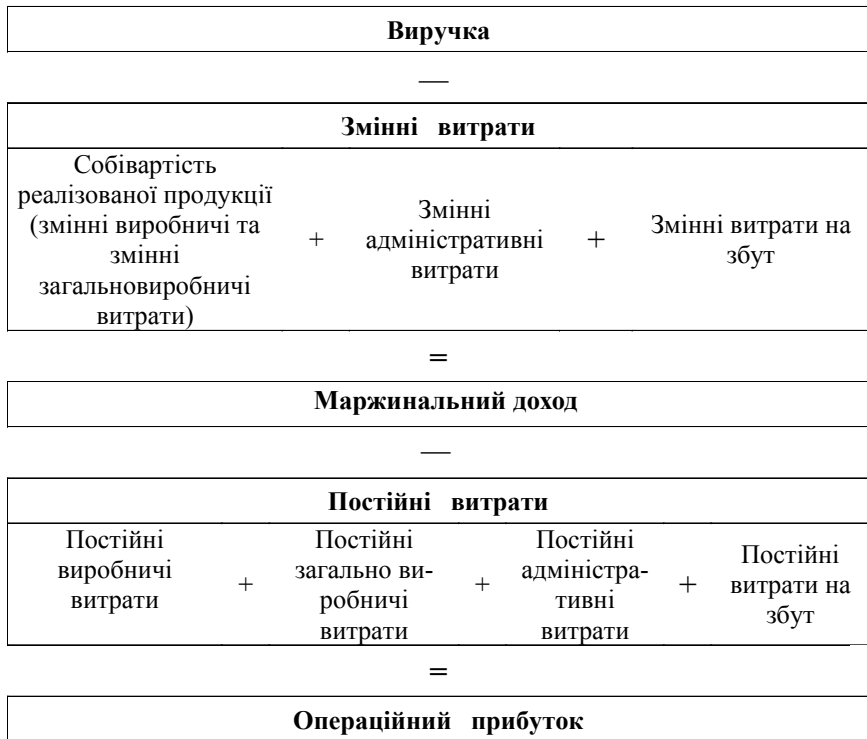 Виручка
—
Змінні витрати
Собівартість
реалізованої продукції
(змінні виробничі та
змінні
загальновиробничі
витрати)
+
Змінні
адміністративні
витрати
+
Змінні витрати на
збут
=
Маржинальний доход
—
Постійні витрати
Постійні
виробничі
витрати
+
Постійні
загально ви-
робничі
витрати
+
Постійні
адміністра-
тивні
витрати
+
Постійні
витрати на
збут
=
Операційний прибуток